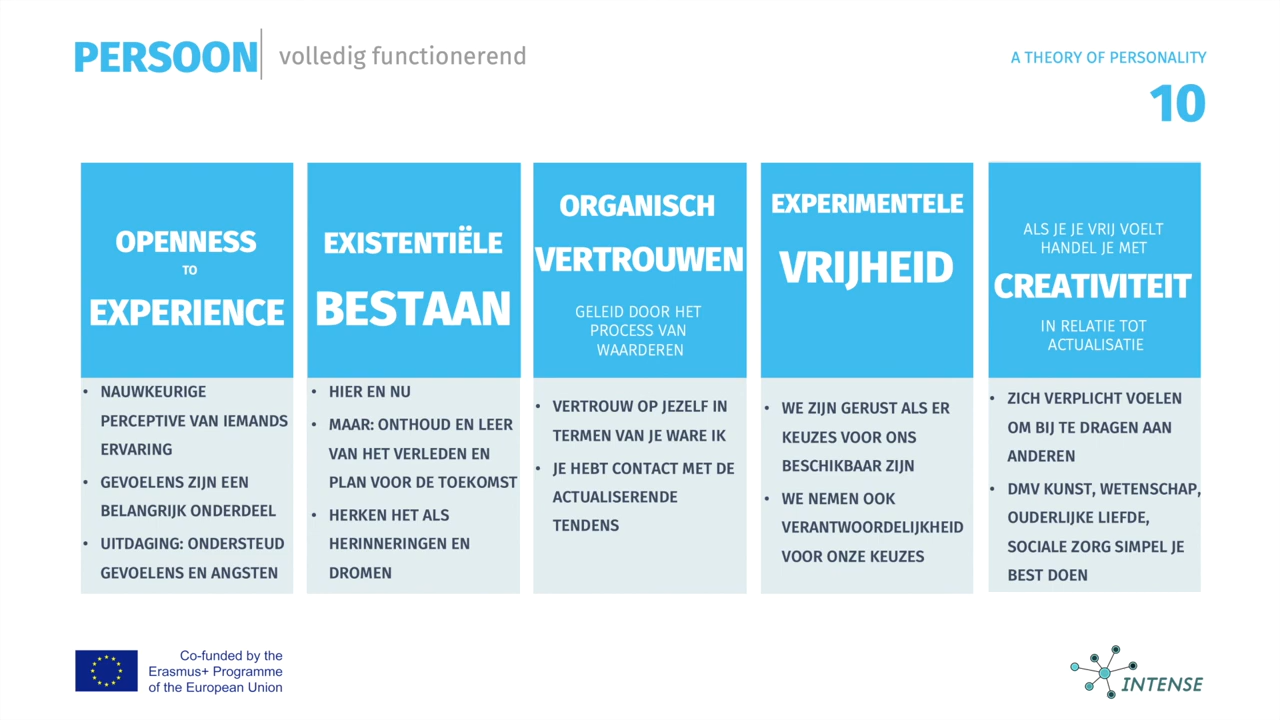 PERSOON
volledig functionerend
A THEORY OF PERSONALITY
10
OPENNESS
TO
EXPERIENCE
• NAUWKEURIGE
PERCEPTIVE VAN IEMANDS
ERVARING
• GEVOELENS ZIJN EEN
BELANGRIJK ONDERDEEL
• UITDAGING: ONDERSTEUD
GEVOELENS EN ANGSTEN
EXISTENTIËLE
BESTAAN
• HIER EN NU
• MAAR: ONTHOUD EN LEER
VAN HET VERLEDEN EN
PLAN VOOR DE TOEKOMST
• HERKEN HET ALS
HERINNERINGEN EN
DROMEN
ORGANISCH
VERTROUWEN
GELEID DOOR HET
PROCESS VAN
WAARDEREN
• VERTROUW OP JEZELF IN
TERMEN VAN JE WARE IK
• JE HEBT CONTACT MET DE
ACTUALISERENDE
TENDENS
EXPERIMENTELE
VRIJHEID
• WE ZIJN GERUST ALS ER
KEUZES VOOR ONS
BESCHIKBAAR ZIJN
• WE NEMEN OOK
VERANTWOORDELIJKHEID
VOOR ONZE KEUZES
ALS JE JE VRIJ VOELT
HANDEL JE MET
CREATIVITEIT
IN RELATIE TOT
ACTUALISATIE
• ZICH VERPLICHT VOELEN
OM BIJ TE DRAGEN AAN
ANDEREN
• DMV KUNST, WETENSCHAP,
OUDERLIJKE LIEFDE,
SOCIALE ZORG SIMPEL JE
BEST DOEN
Co-funded by the
Erasmus+ Programme
of the European Union
INTENSE